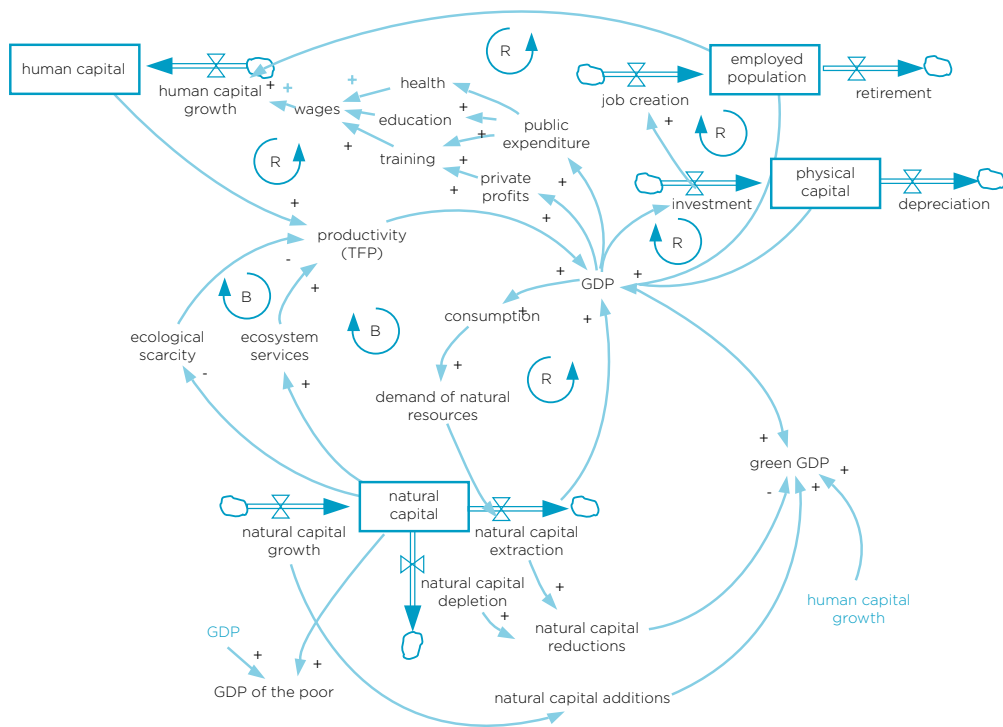 human capital
human capital
growth
R
employed
population
job creation
retirement
health
wages
education
training
public
expenditure
private
profits
R
R
physical
capital
investment
depreciation
R
productivity
(TFP)
GDP
B
B
consumption
ecological
scarcity
ecosystem
services
R
demand of natural
resources
green GDP
natural
capital
natural capital
growth
natural capital
extraction
natural capital
depletion
human capital
growth
natural capital
reductions
GDP
GDP of the poor
natural capital additions
+
+
+
+
+
+
+
+
+
+
+
-
+
+
+
+
+
-
+
+
+
+
-
+
+
+
+
+